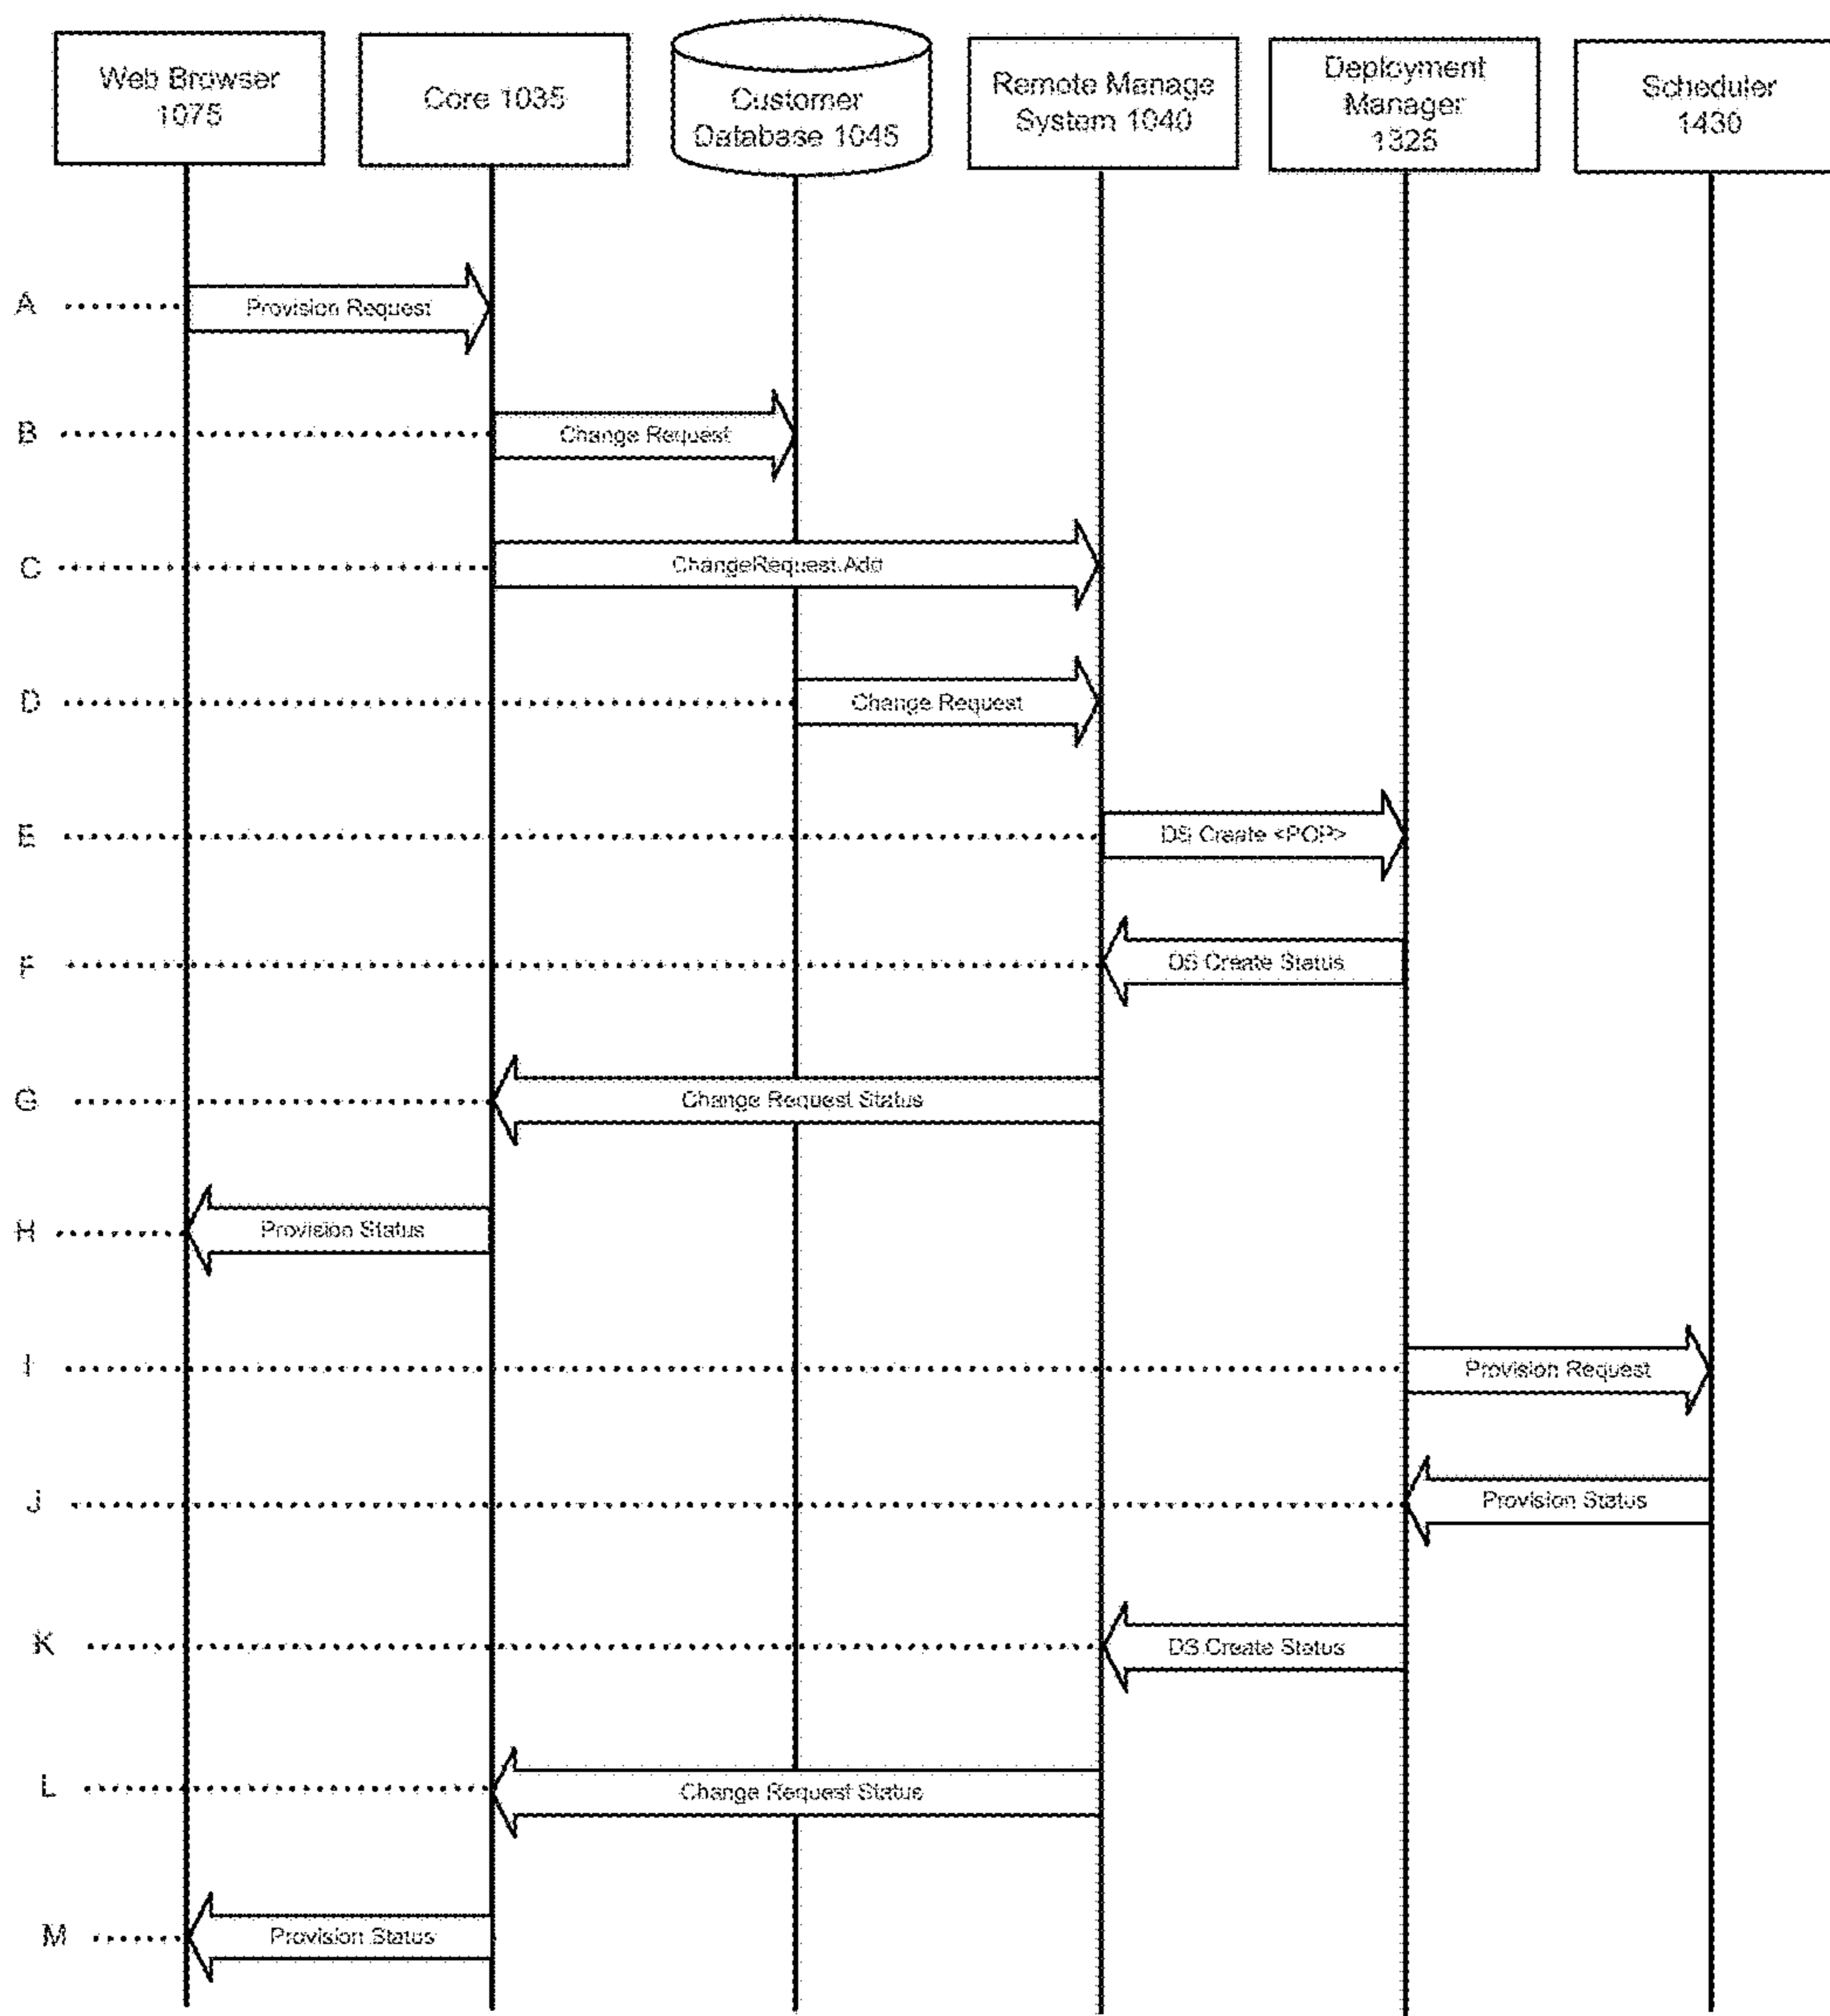 Web Browser
1075
Core 1035
Customer
Database 1045
Remote Manage
System 1040
Deployment
Manager
1325
Scheduler
1430
A
Provision Request
B
Change Request
C
ChangeRequest.Add
D
Change Request
E
DS Create <POP>
F
DS Create Status
G
Change Request Status
H
Provision Status
I
Provision Request
J
Provision Status
K
DS Create Status
L
Change Request Status
M
Provision Status